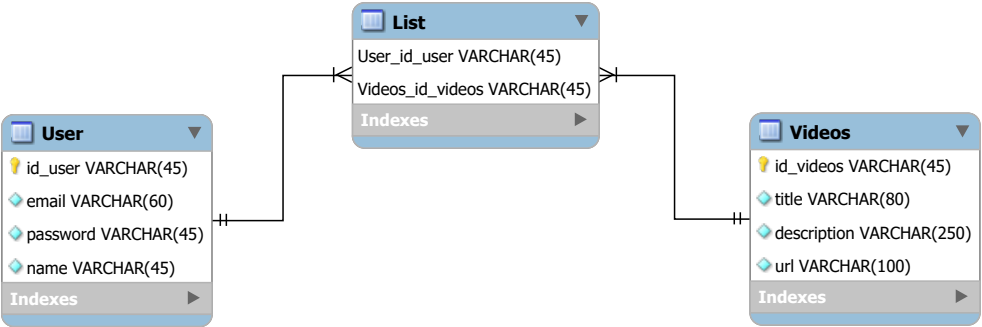 List
User_id_user VARCHAR(45)
Videos_id_videos VARCHAR(45)
Indexes
User
id_user VARCHAR(45)
email VARCHAR(60)
password VARCHAR(45)
name VARCHAR(45)
Indexes
Videos
id_videos VARCHAR(45)
title VARCHAR(80)
description VARCHAR(250)
url VARCHAR(100)
Indexes